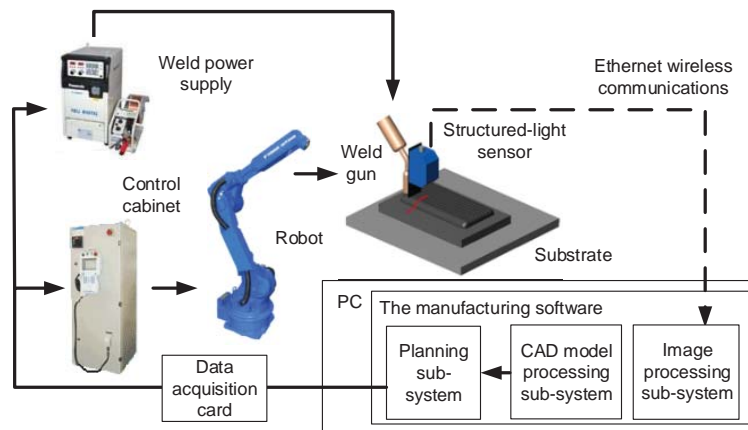 Weld power
supply
Ethernet wireless
communications
Structured-light
sensor
Weld
gun
Control
cabinet
Robot
Substrate
PC
The manufacturing software
Planning
sub-
system
CAD model
processing
sub-system
Image
processing
sub-system
Data
acquisition
card